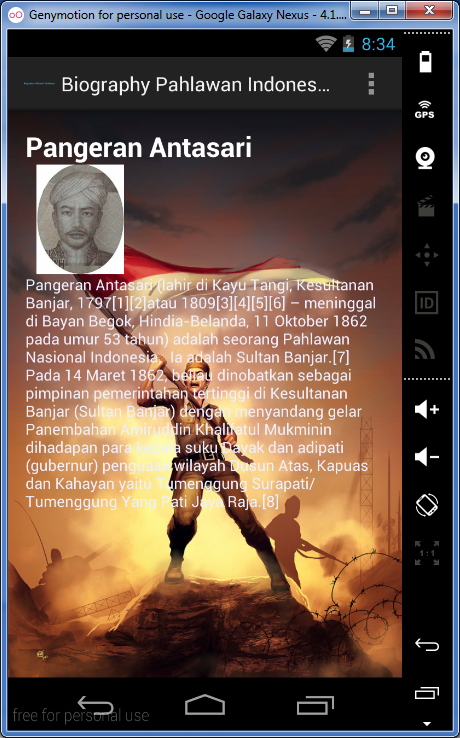 Genymotion for personal use - Google Galaxy Nexus - 4.1....
8:34
Biography Pahlawan Indones...
GPS
Pangeran Antasari
ID
Pangeran Antasari (lahir di Kayu Tangi, Kesultanan
Banjar, 1797[1][2]atau 1809[3][4][5][6] – meninggal
di Bayan Begok, Hindia-Belanda, 11 Oktober 1862
pada umur 53 tahun) adalah seorang Pahlawan
Nasional Indonesia. Ia adalah Sultan Banjar.[7]
Pada 14 Maret 1862, beliau dinobatkan sebagai
pimpinan pemerintahan tertinggi di Kesultanan
Banjar (Sultan Banjar) dengan menyandang gelar
Panembahan Amiruddin Khalifatul Mukminin
dihadapan para kepala suku Dayak dan adipati
(gubernur) penguasa wilayah Dusun Atas, Kapuas
dan Kahayan yaitu Tumenggung Surapati/
Tumenggung Yang Pati Jaya Raja.[8]
1:1
free for personal use